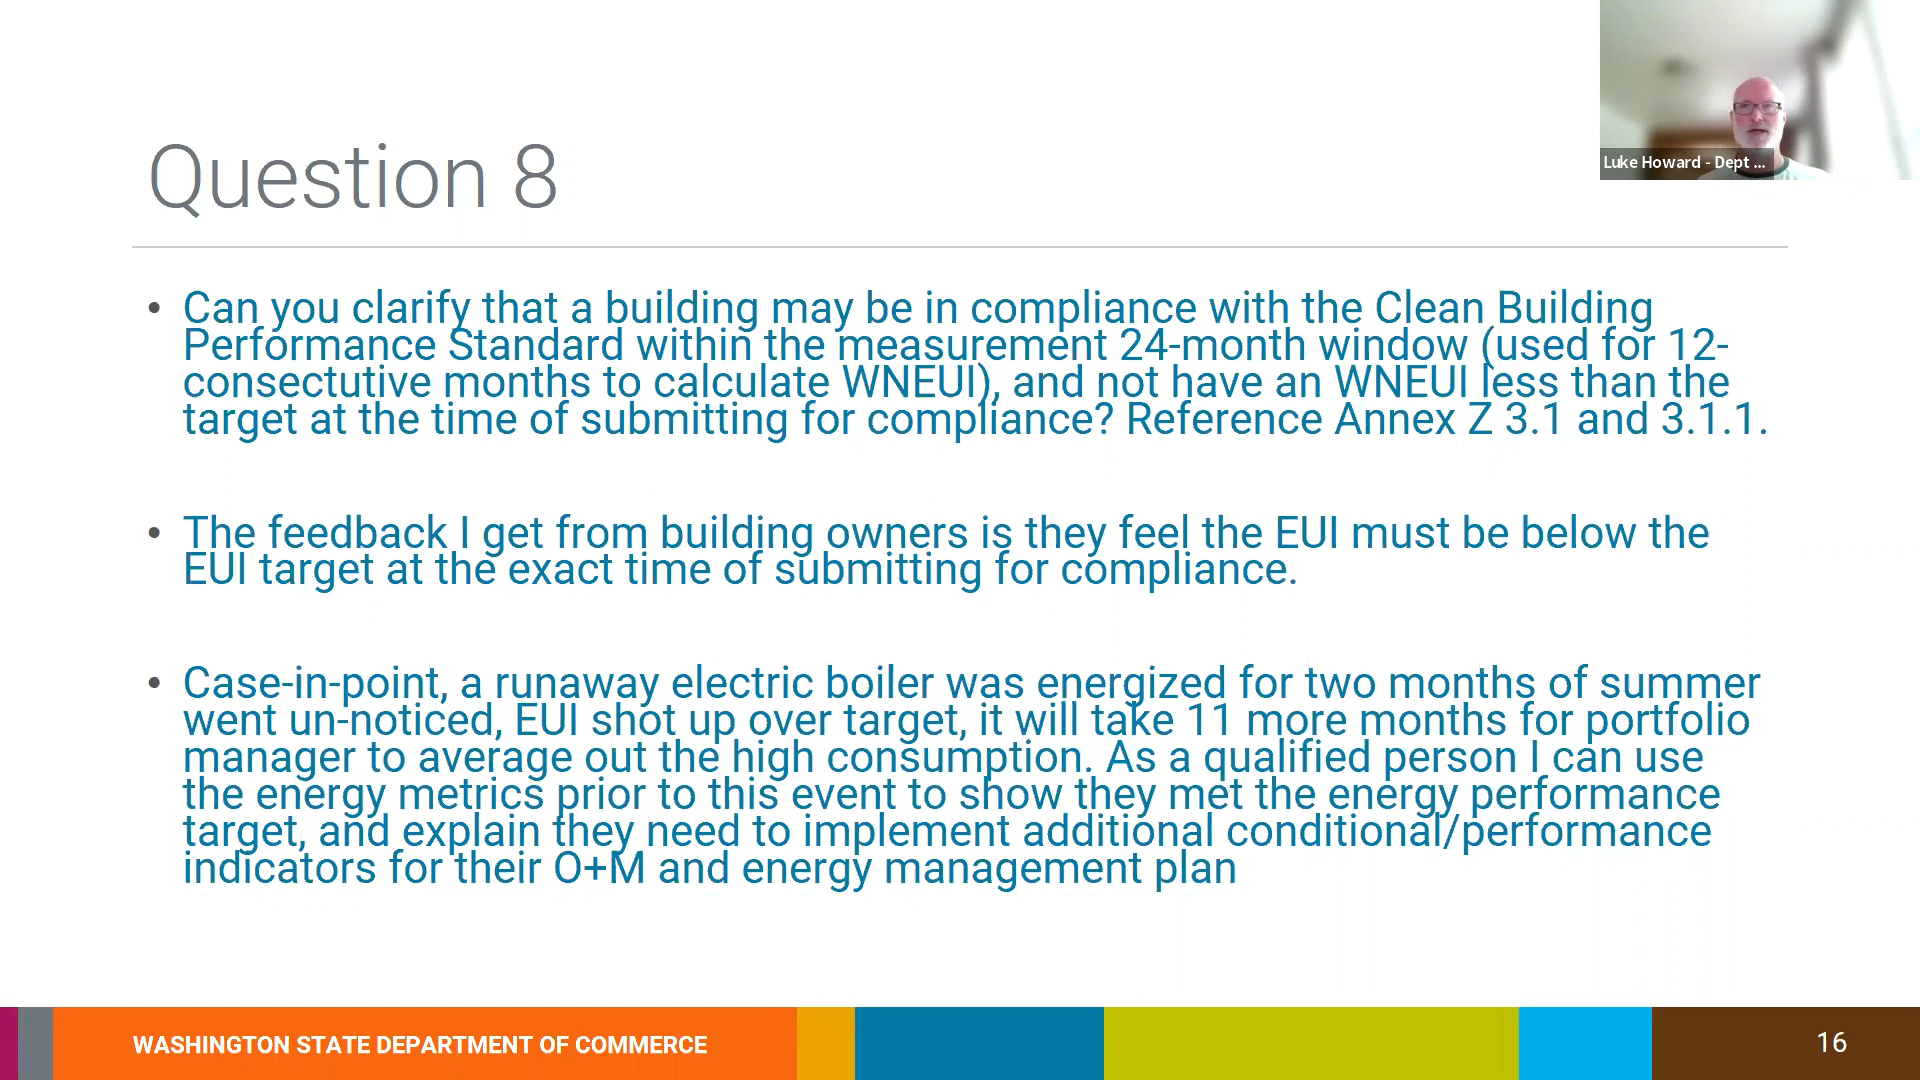 Luke Howard - Dept ...
Question 8
• Can you clarify that a building may be in compliance with the Clean Building
Performance Standard within the measurement 24-month window (used for 12-
consectutive months to calculate WNEUI), and not have an WNEUI less than the
target at the time of submitting for compliance? Reference Annex Z 3.1 and 3.1.1.
• The feedback I get from building owners is they feel the EUI must be below the
EUI target at the exact time of submitting for compliance.
• Case-in-point, a runaway electric boiler was energized for two months of summer
went un-noticed, EUI shot up over target, it will take 11 more months for portfolio
manager to average out the high consumption. As a qualified person I can use
the energy metrics prior to this event to show they met the energy performance
target, and explain they need to implement additional conditional/performance
indicators for their O+M and energy management plan
WASHINGTON STATE DEPARTMENT OF COMMERCE
16